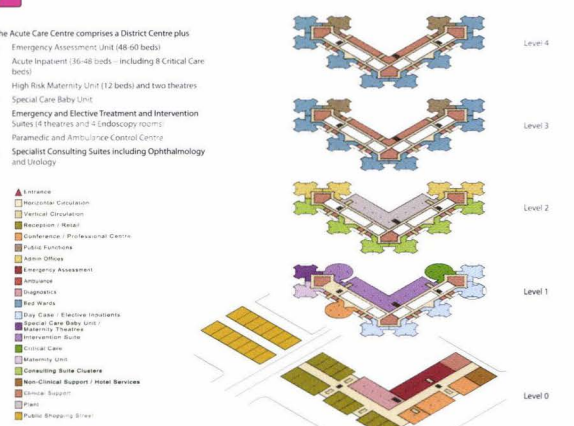 he Acute Care Centre comprises a District Centre plus
Emergency Assessment Unit (48-60 beds)
Acute Inpatient (36-48 beds – including 8 Critical Care
beds)
High Risk Maternity Unit (12 beds) and two theatres
Special Care Baby Unit
Emergency and Elective Treatment and Intervention
Suites (4 theatres and 4 Endoscopy rooms)
Paramedic and Ambulance Control Centre
Specialist Consulting Suites including Ophthalmology
and Urology
Level 4
Level 3
Level 2
Level 1
Level 0
Entrance
Horizontal Circulation
Vertical Circulation
Reception / Retail
Conference / Professional Centre
Public Functions
Admin Offices
Emergency Assessment
Ambulance
Diagnostics
Bed Wards
Day Case / Elective Inpatients
Special Care Baby Unit /
Maternity Theatres
Intervention Suite
Critical Care
Maternity Unit
Consulting Suite Clusters
Non-Clinical Support / Hotel Services
Clinical Support
Plant
Public Shopping Street